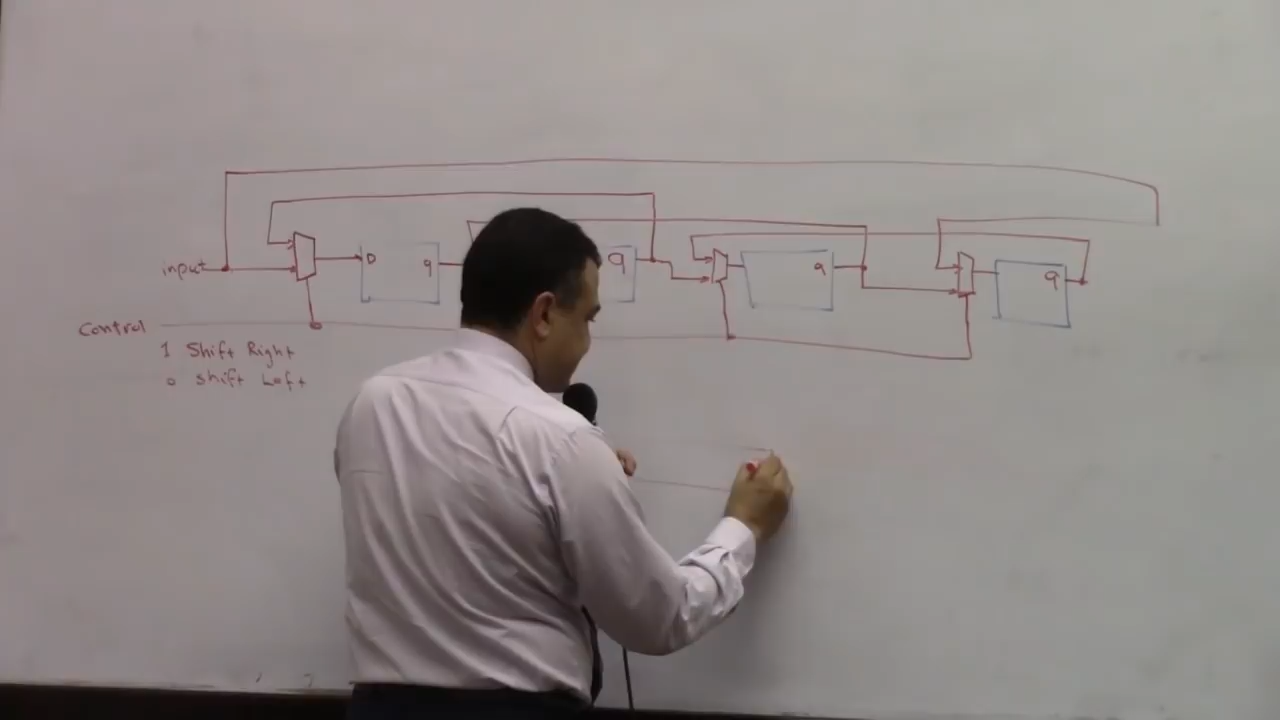 input
D
q
q
q
q
Control
1 Shift Right
0 Shift Left